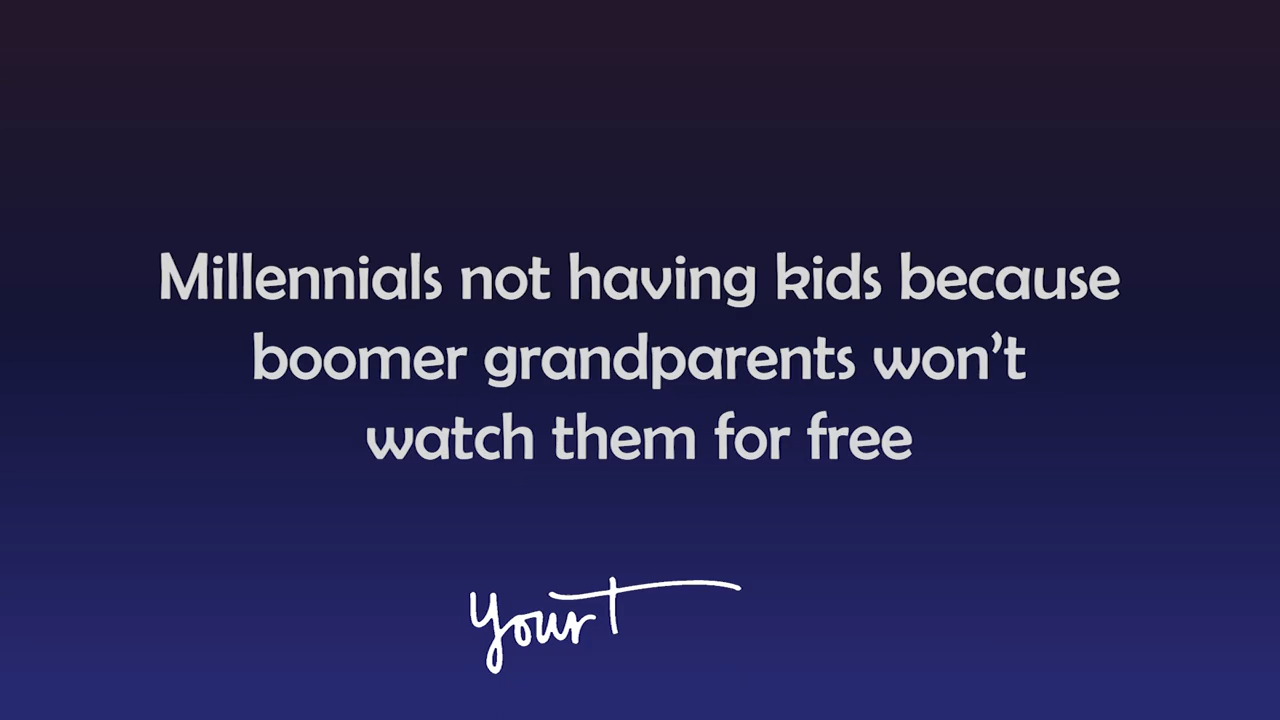 Millennials not having kids because
boomer grandparents won't
watch them for free
your T